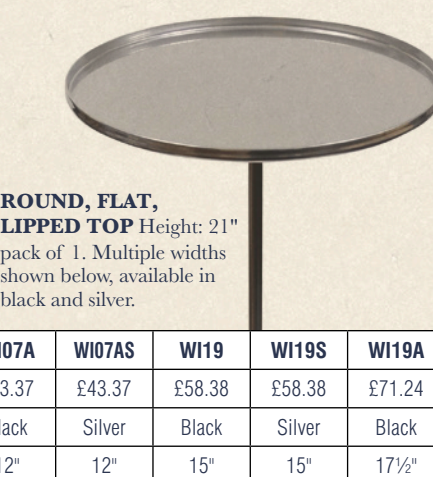 ROUND, FLAT,
LIPPED TOP Height: 21"
pack of 1. Multiple widths
shown below, available in
black and silver.
WI07AS WI19 WI19S WI19A
£43.37 £58.38 £58.38 £71.24
Silver Black Silver Black
12" 12" 15" 15" 17½"